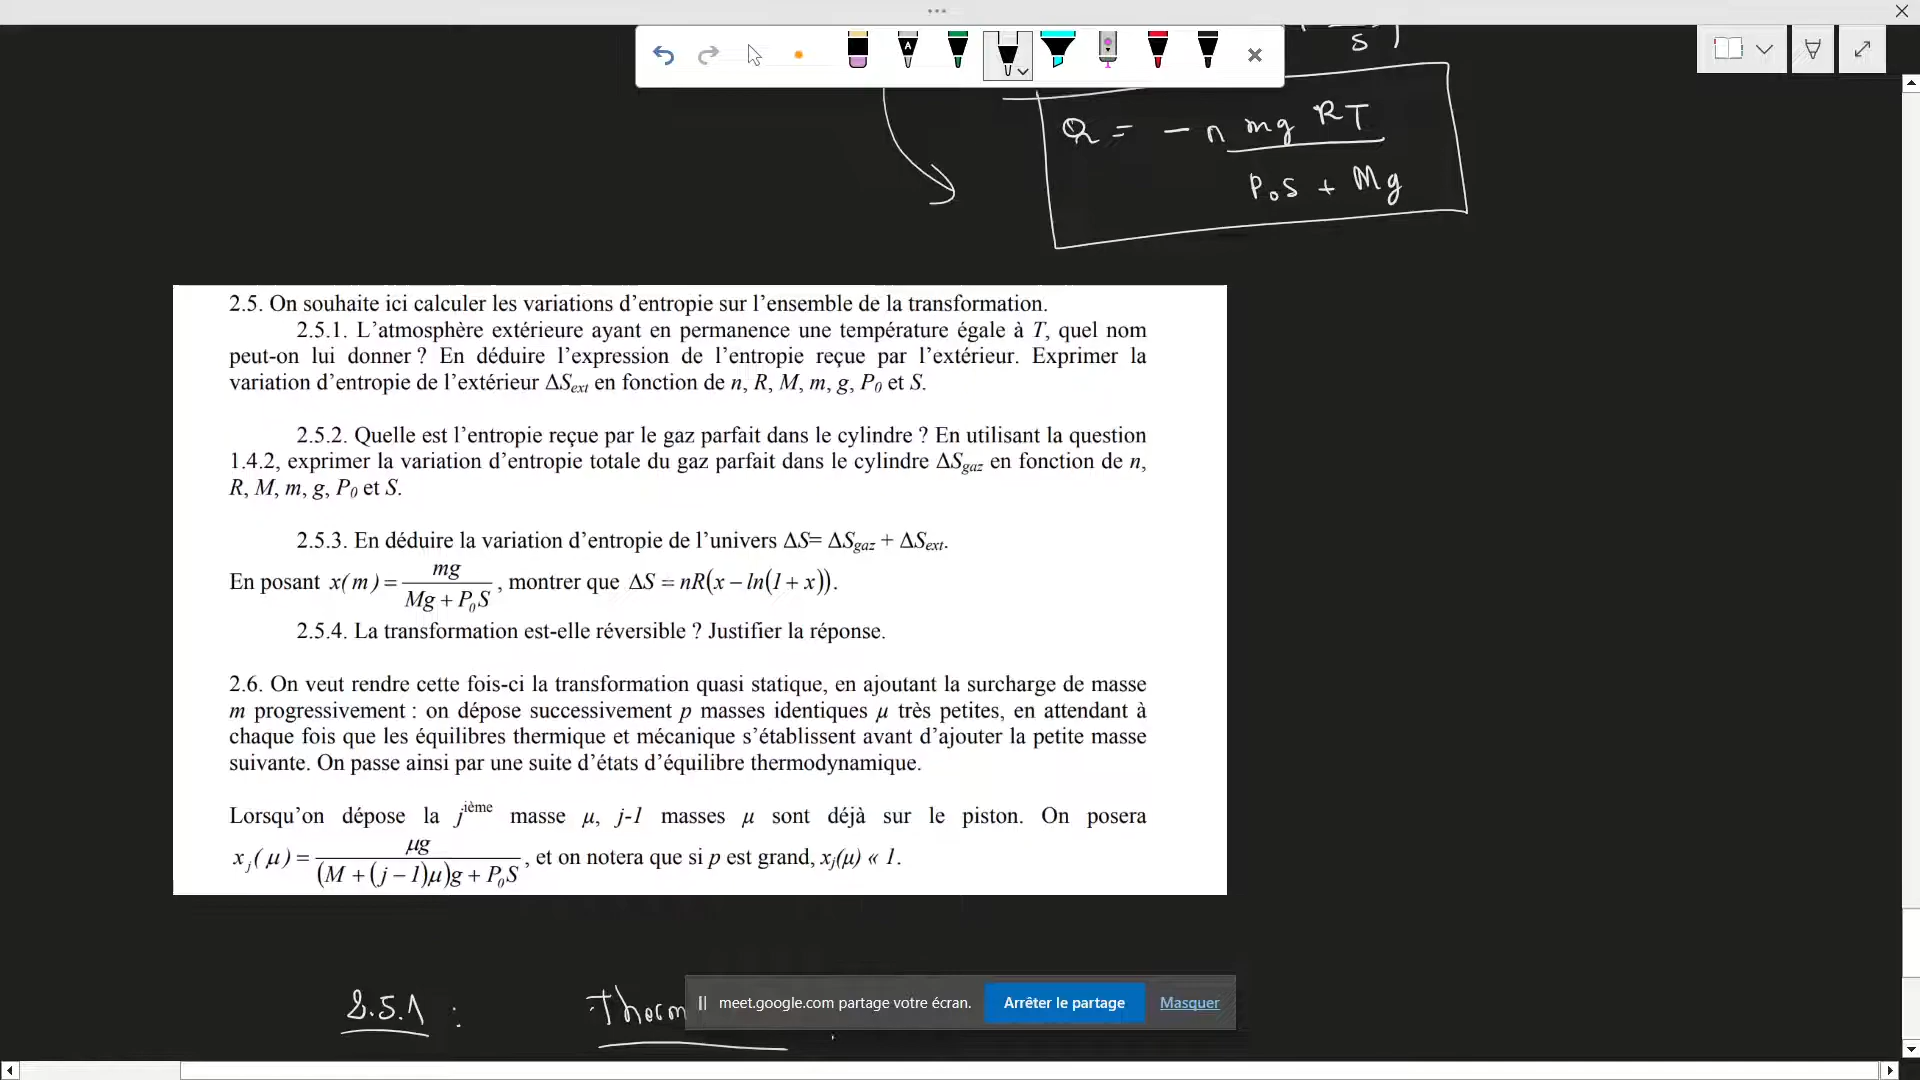 s )
Q = - n mg RT
P₀S + Mg
2.5. On souhaite ici calculer les variations d’entropie sur l’ensemble de la transformation.
2.5.1. L’atmosphère extérieure ayant en permanence une température égale à T, quel nom
peut-on lui donner ? En déduire l’expression de l’entropie reçue par l’extérieur. Exprimer la
variation d’entropie de l’extérieur ΔSext en fonction de n, R, M, m, g, P0 et S.
2.5.2. Quelle est l’entropie reçue par le gaz parfait dans le cylindre ? En utilisant la question
1.4.2, exprimer la variation d’entropie totale du gaz parfait dans le cylindre ΔSgaz en fonction de n,
R, M, m, g, P0 et S.
2.5.3. En déduire la variation d’entropie de l’univers ΔS= ΔSgaz + ΔSext.
En posant x( m ) = mg / (Mg + P₀S) , montrer que ΔS = nR(x − ln(1 + x)).
2.5.4. La transformation est-elle réversible ? Justifier la réponse.
2.6. On veut rendre cette fois-ci la transformation quasi statique, en ajoutant la surcharge de masse
m progressivement : on dépose successivement p masses identiques μ très petites, en attendant à
chaque fois que les équilibres thermique et mécanique s’établissent avant d’ajouter la petite masse
suivante. On passe ainsi par une suite d’états d’équilibre thermodynamique.
Lorsqu’on dépose la jième masse μ, j-1 masses μ sont déjà sur le piston. On posera
xj( μ ) = μg / ((M + (j − 1)μ)g + P₀S) , et on notera que si p est grand, xj(μ) « 1.
2.5.1 : Therm
meet.google.com partage votre écran. Arrêter le partage Masquer